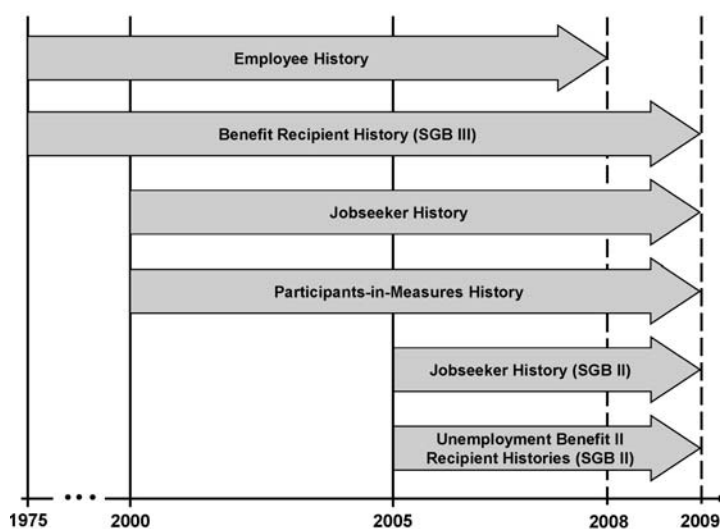 Employee History
Benefit Recipient History (SGB III)
Jobseeker History
Participants-in-Measures History
Jobseeker History (SGB II)
Unemployment Benefit II
Recipient Histories (SGB II)
1975 ••• 2000 2005 2008 2009